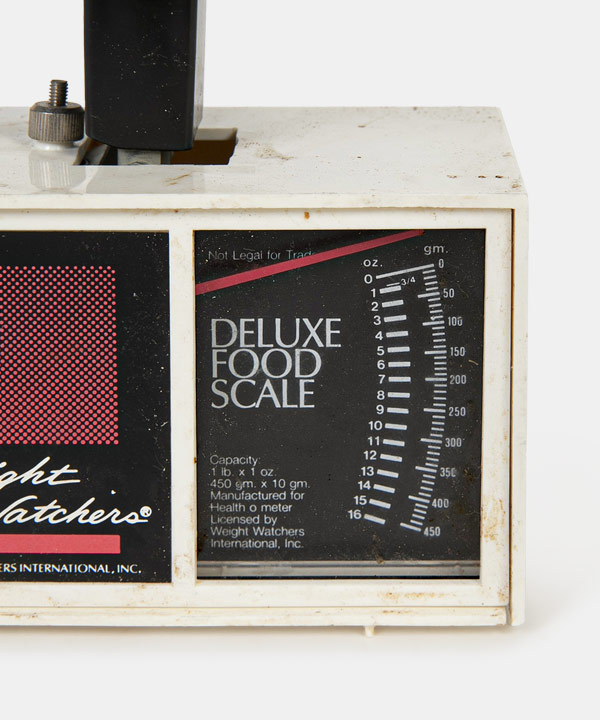 Not Legal for Trad
oz.
gm.
0
3/4
1
2
3
4
5
6
7
8
9
10
11
12
13
14
15
16
0
50
100
150
200
250
300
350
400
450
DELUXE
FOOD
SCALE
Capacity:
1 lb. x 1 oz.
450 gm. x 10 gm.
Manufactured for
Health o meter
Licensed by
Weight Watchers
International, Inc.
ight
Watchers®
ERS INTERNATIONAL, INC.